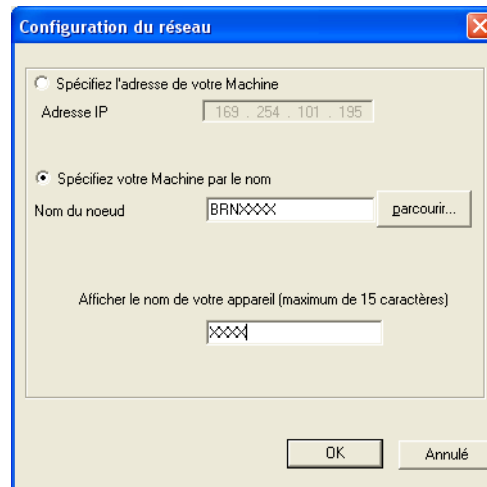 Configuration du réseau
Spécifiez l'adresse de votre Machine
Adresse IP 169 . 254 . 101 . 195
Spécifiez votre Machine par le nom
Nom du noeud BRNXXXX parcourir...
Afficher le nom de votre appareil (maximum de 15 caractères)
XXXX
OK Annulé